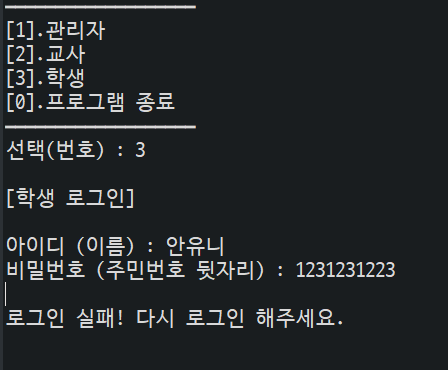 [1].관리자
[2].교사
[3].학생
[0].프로그램 종료
선택(번호) : 3
[학생 로그인]
아이디 (이름) : 안유니
비밀번호 (주민번호 뒷자리) : 1231231223
로그인 실패! 다시 로그인 해주세요.